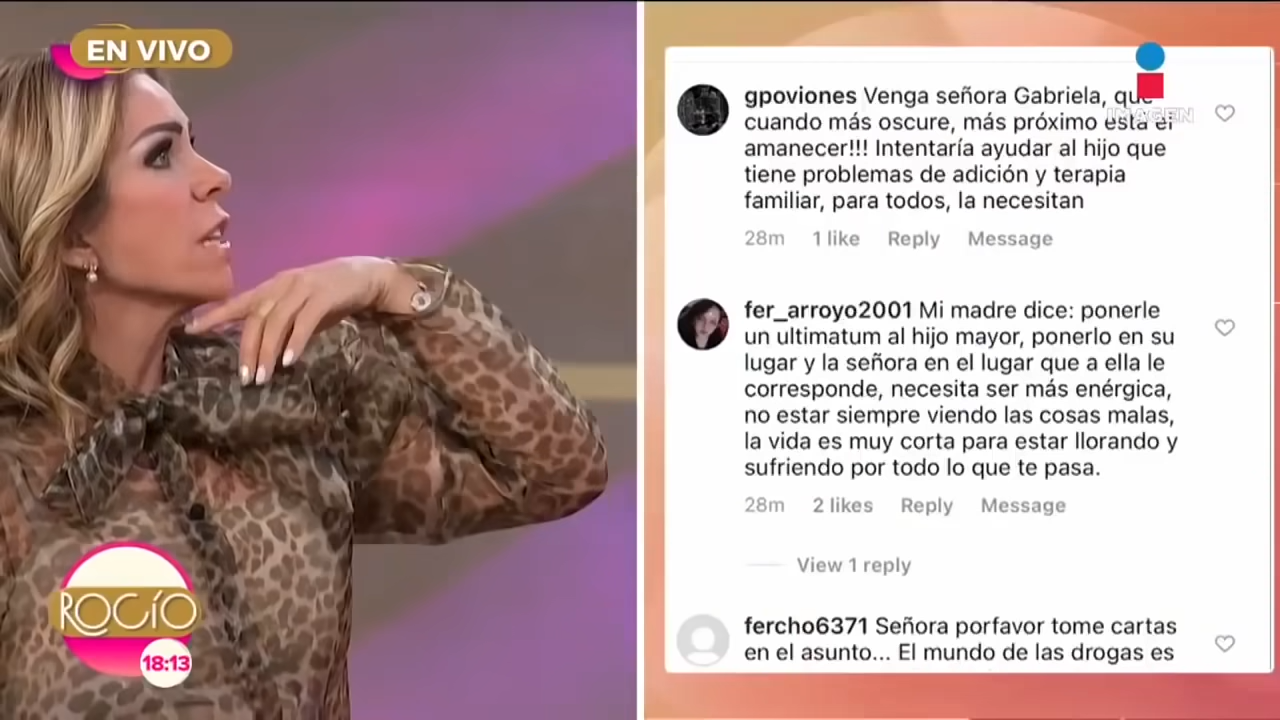 EN VIVO
ROCÍO
18:13
IMAGEN
gpoviones Venga señora Gabriela, que
cuando más oscure, más próximo está el
amanecer!!! Intentaría ayudar al hijo que
tiene problemas de adición y terapia
familiar, para todos, la necesitan
28m 1 like Reply Message
fer_arroyo2001 Mi madre dice: ponerle
un ultimatum al hijo mayor, ponerlo en su
lugar y la señora en el lugar que a ella le
corresponde, necesita ser más enérgica,
no estar siempre viendo las cosas malas,
la vida es muy corta para estar llorando y
sufriendo por todo lo que te pasa.
28m 2 likes Reply Message
View 1 reply
fercho6371 Señora porfavor tome cartas
en el asunto... El mundo de las drogas es